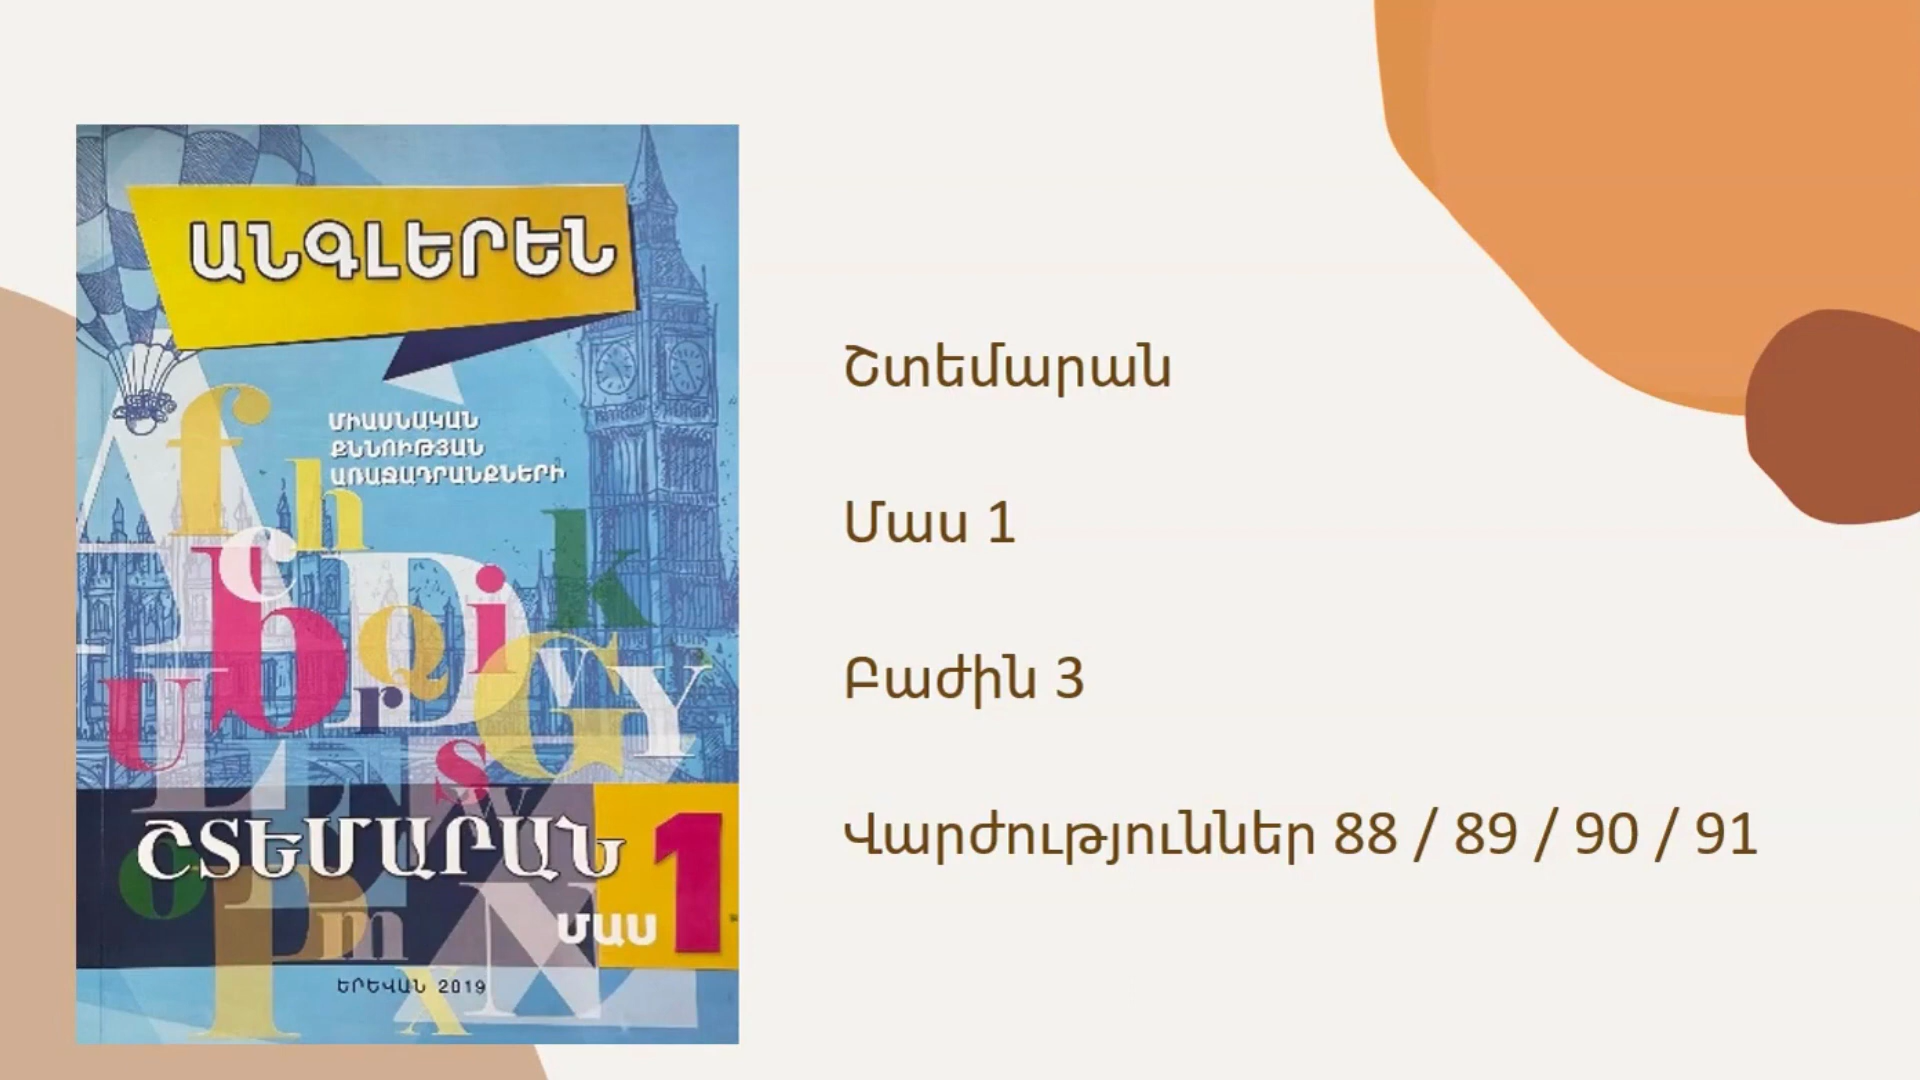 ԱՆԳԼԵՐԵՆ
ՄԻԱՍՆԱԿԱՆ
ՔՆՆՈՒԹՅԱՆ
ԱՌԱՋԱԴՐԱՆՔՆԵՐԻ
ՇՏԵՄԱՐԱՆ
ՄԱՍ 1
ԵՐԵՎԱՆ 2019
Շտեմարան
Մաս 1
Բաժին 3
Վարժություններ 88 / 89 / 90 / 91